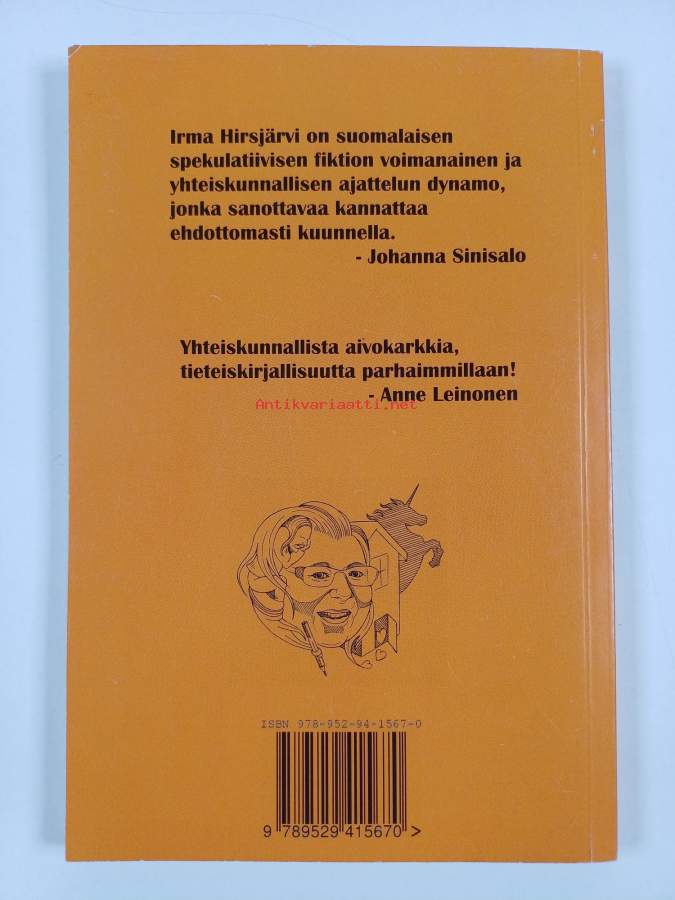 Irma Hirsjärvi on suomalaisen
spekulatiivisen fiktion voimanainen ja
yhteiskunnallisen ajattelun dynamo,
jonka sanottavaa kannattaa
ehdottomasti kuunnella.
- Johanna Sinisalo
Yhteiskunnallista aivokarkkia,
tieteiskirjallisuutta parhaimmillaan!
- Anne Leinonen
Antikvariaatti.net
ISBN 978-952-94-1567-0
9 789529 415670 >